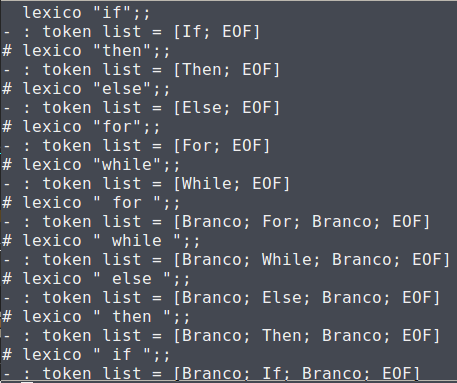 lexico "if";;
- : token list = [If; EOF]
# lexico "then";;
- : token list = [Then; EOF]
# lexico "else";;
- : token list = [Else; EOF]
# lexico "for";;
- : token list = [For; EOF]
# lexico "while";;
- : token list = [While; EOF]
# lexico " for ";;
- : token list = [Branco; For; Branco; EOF]
# lexico " while ";;
- : token list = [Branco; While; Branco; EOF]
# lexico " else ";;
- : token list = [Branco; Else; Branco; EOF]
# lexico " then ";;
- : token list = [Branco; Then; Branco; EOF]
# lexico " if ";;
- : token list = [Branco; If; Branco; EOF]